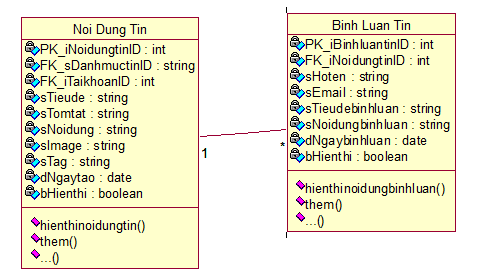 Noi Dung Tin
PK_iNoidungtinID : int
FK_sDanhmuctinID : string
FK_iTaikhoanID : int
sTieude : string
sTomtat : string
sNoidung : string
sImage : string
sTag : string
dNgaytao : date
bHienthi : boolean
hienthinoidungtin()
them()
...()
1
*
Binh Luan Tin
PK_iBinhluantinID : int
FK_iNoidungtinID : int
sHoten : string
sEmail : string
sTieudebinhluan : string
sNoidungbinhluan : string
dNgaybinhluan : date
bHienthi : boolean
hienthinoidungbinhluan()
them()
...()